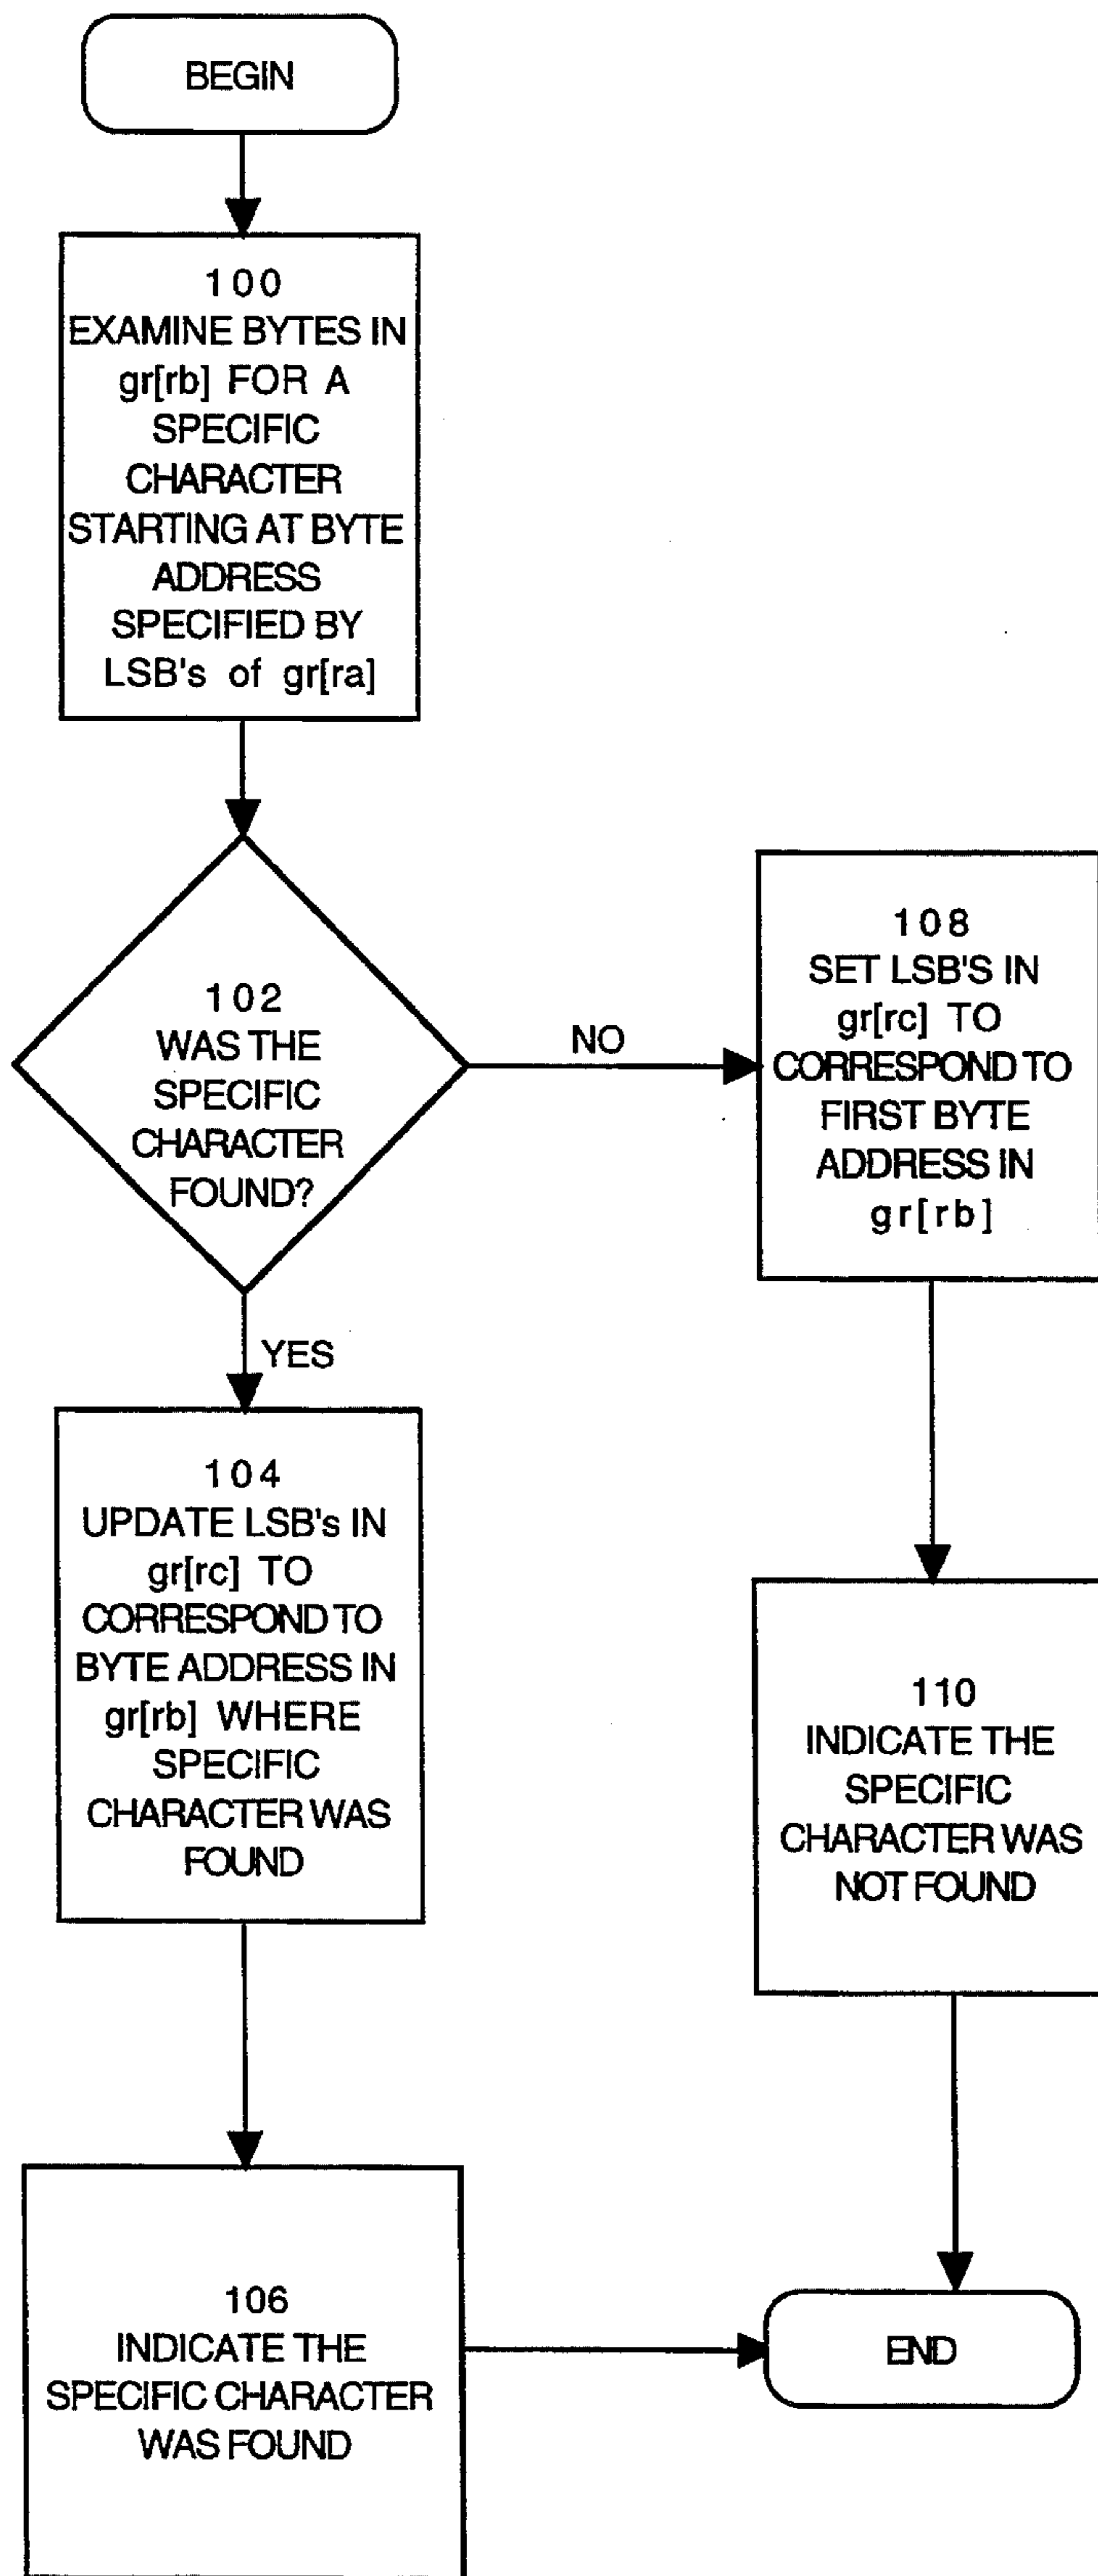 BEGIN
100
EXAMINE BYTES IN
gr[rb] FOR A
SPECIFIC
CHARACTER
STARTING AT BYTE
ADDRESS
SPECIFIED BY
LSB's of gr[ra]
102
WAS THE
SPECIFIC
CHARACTER
FOUND?
NO
108
SET LSB'S IN
gr[rc] TO
CORRESPOND TO
FIRST BYTE
ADDRESS IN
gr[rb]
YES
104
UPDATE LSB's IN
gr[rc] TO
CORRESPOND TO
BYTE ADDRESS IN
gr[rb] WHERE
SPECIFIC
CHARACTER WAS
FOUND
110
INDICATE THE
SPECIFIC
CHARACTER WAS
NOT FOUND
106
INDICATE THE
SPECIFIC CHARACTER
WAS FOUND
END